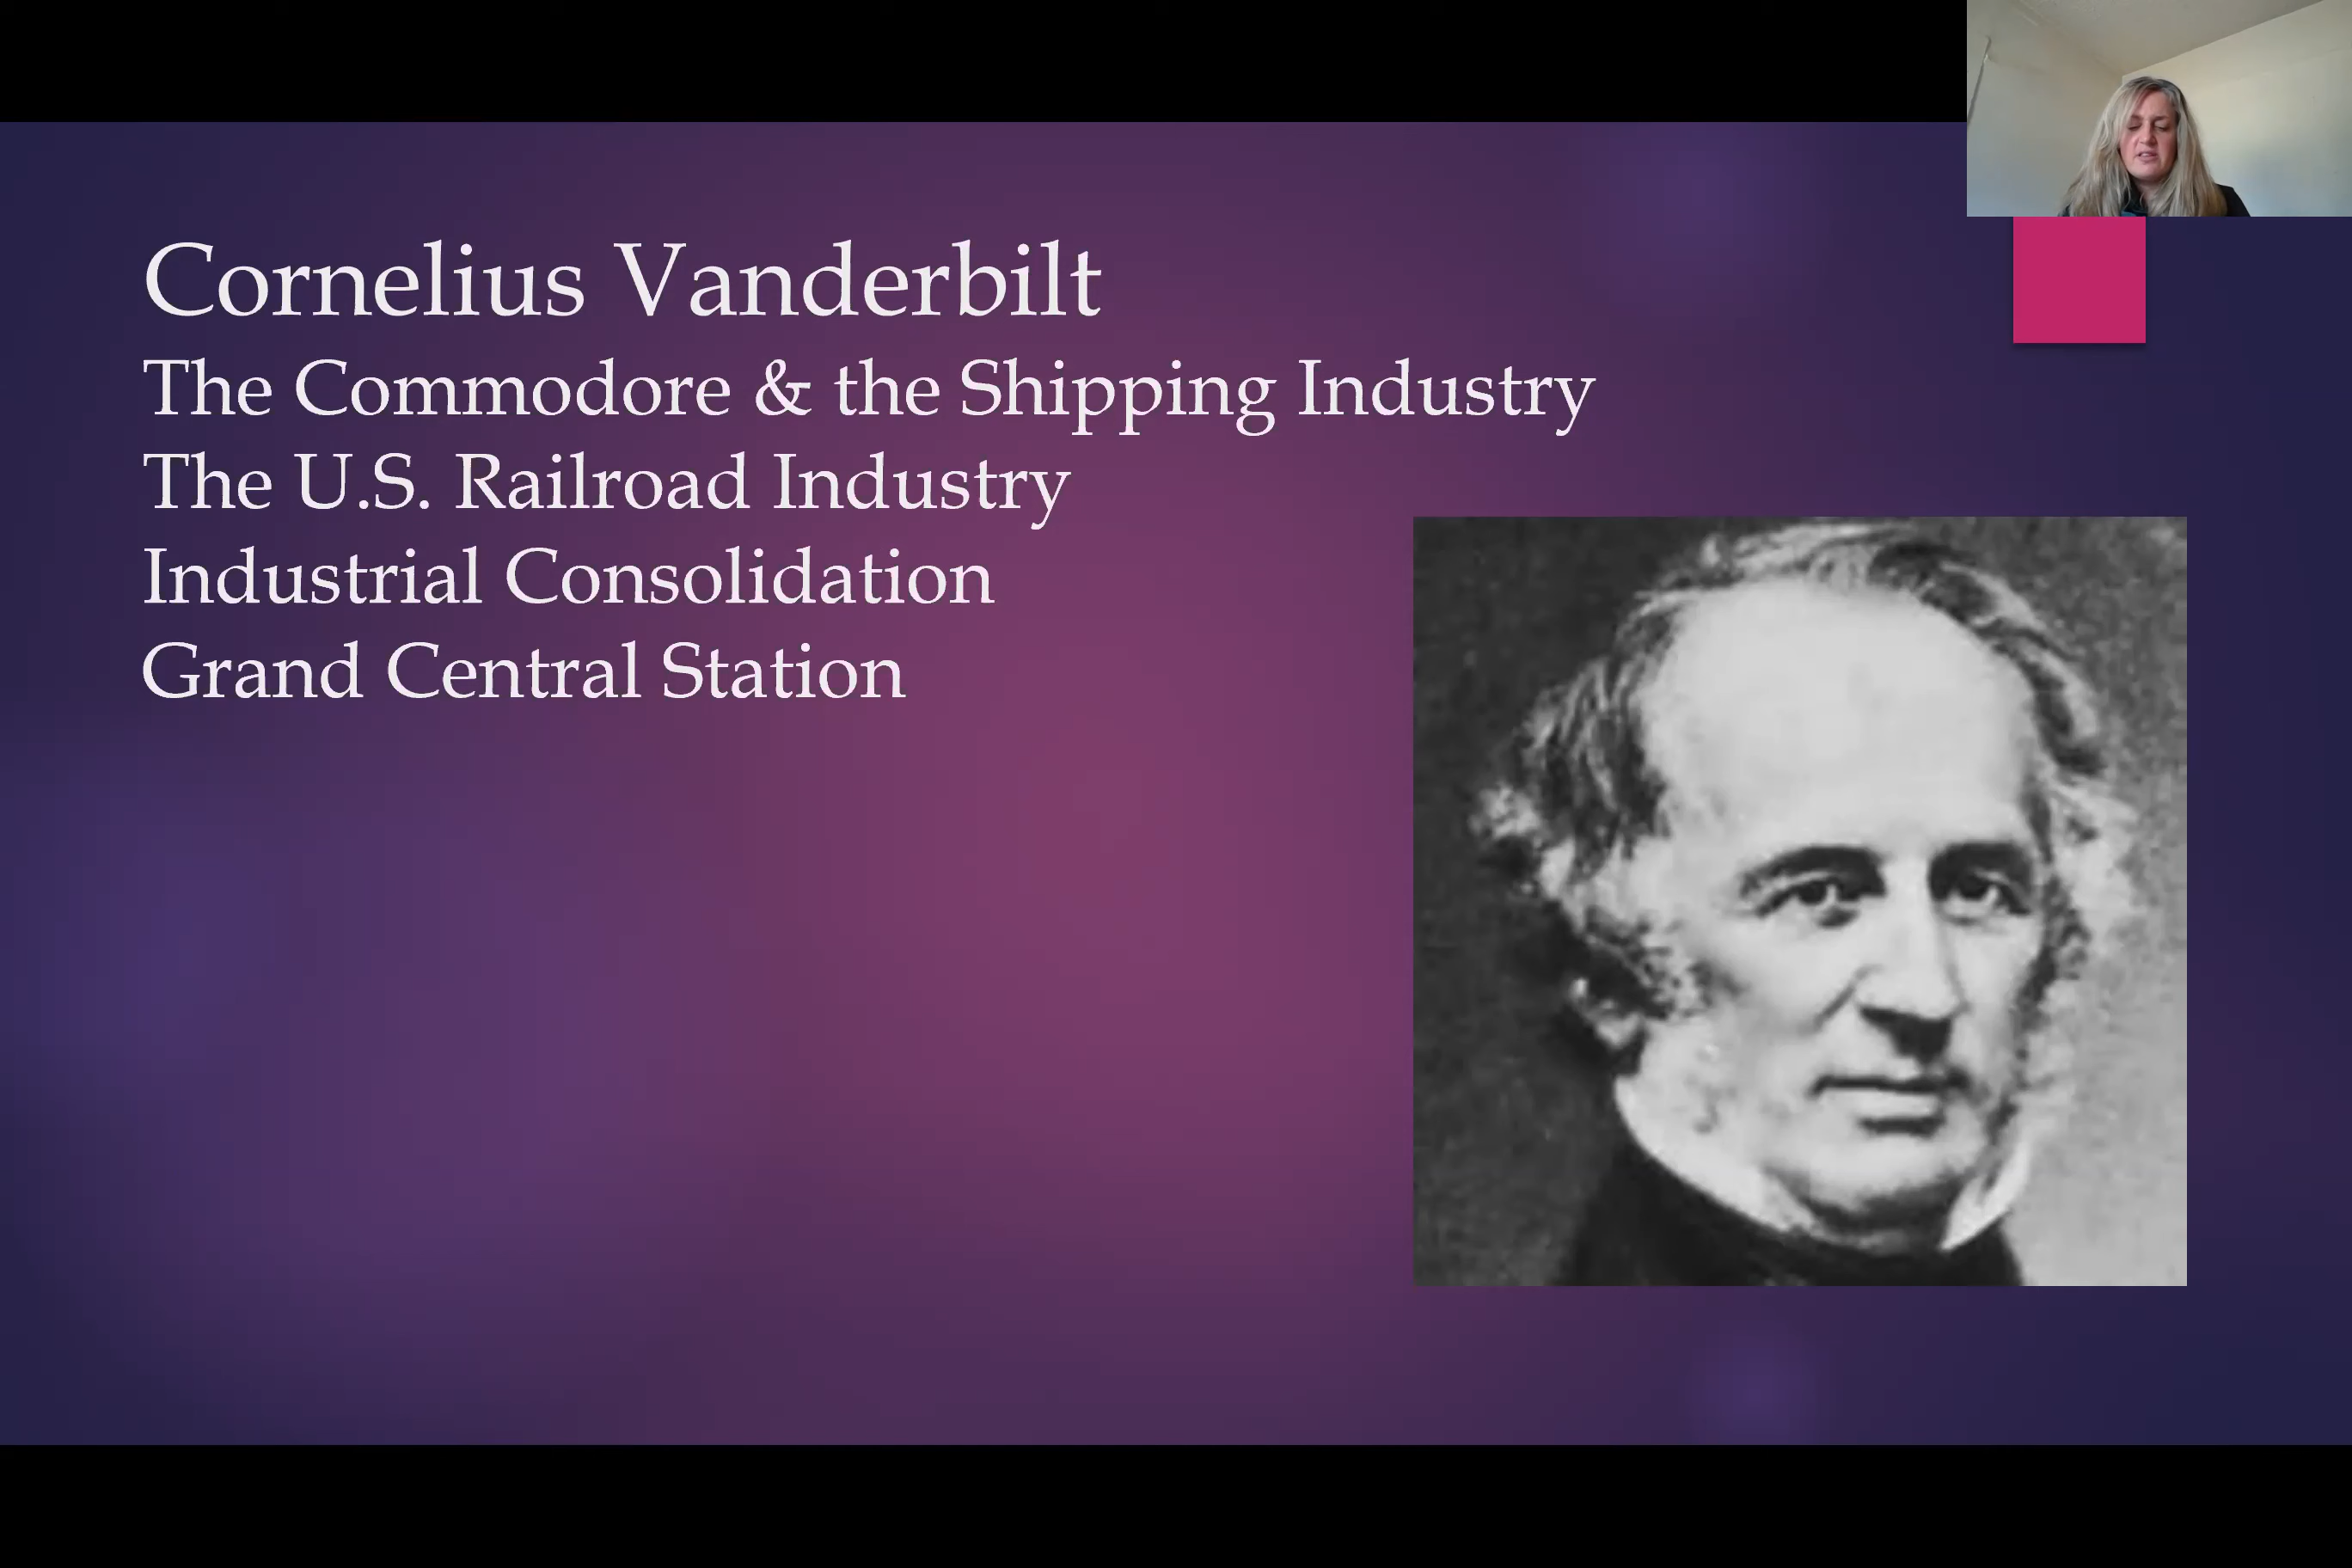 Cornelius Vanderbilt
The Commodore & the Shipping Industry
The U.S. Railroad Industry
Industrial Consolidation
Grand Central Station